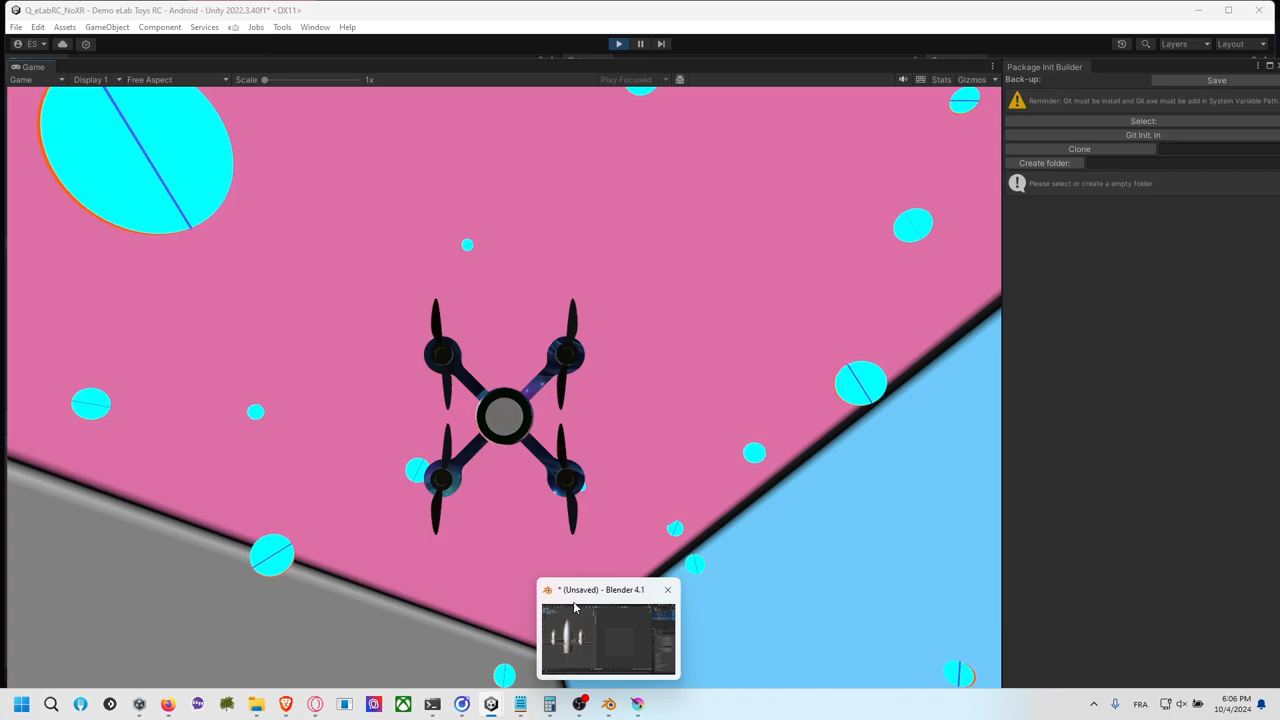 Q_eLabRC_NoXR - Demo eLab Toys RC - Android - Unity 2022.3.40f1* <DX11>
File Edit Assets GameObject Component Services Jobs Tools Window Help
ÉS Layers Layout
Game Package Init Builder
Game Display 1 Free Aspect Scale 1x Play Focused Stats Gizmos
Back-up: Save
Reminder: Git must be install and Git.exe must be add in System Variable Path.
Select:
Git Init. in
Clone
Create folder:
Please select or create a empty folder
* (Unsaved) - Blender 4.1
FRA 6:06 PM
10/4/2024